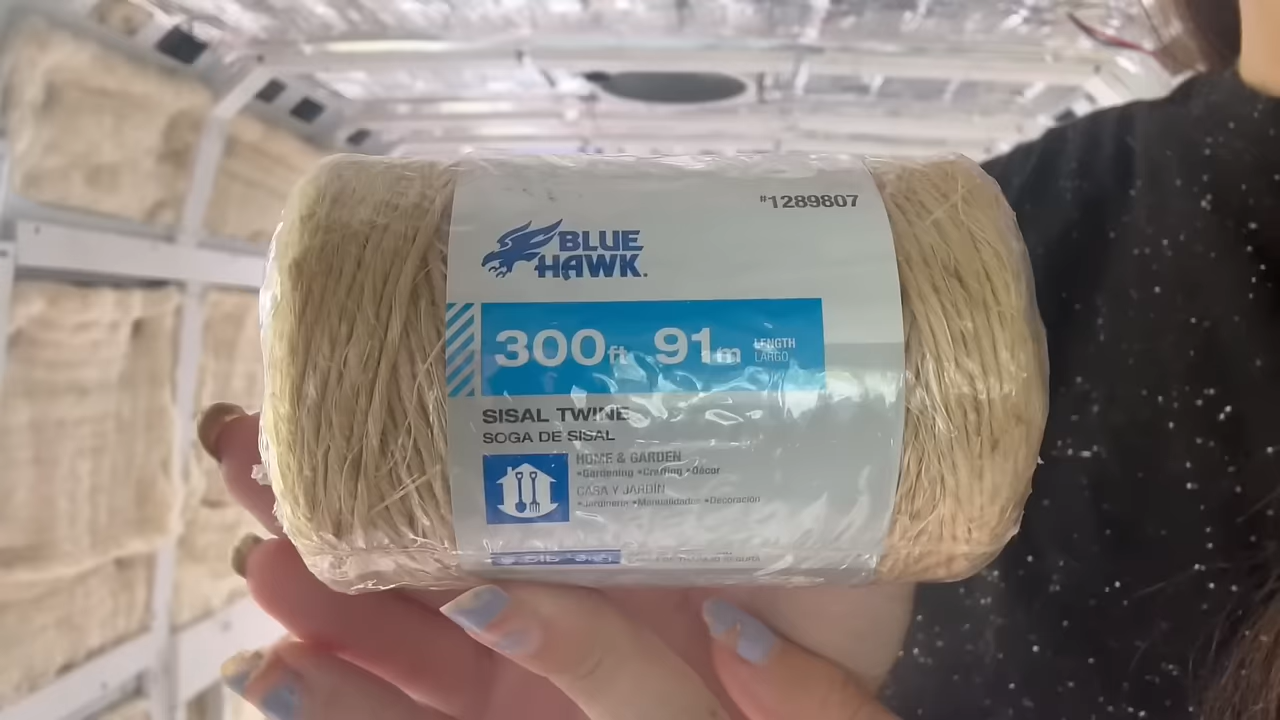 #1289807
BLUE
HAWK.
300ft 91m LENGTH
LARGO
SISAL TWINE
SOGA DE SISAL
HOME & GARDEN
•Gardening •Crafting •Décor
CASA Y JARDÍN
•Jardinería •Manualidades •Decoración